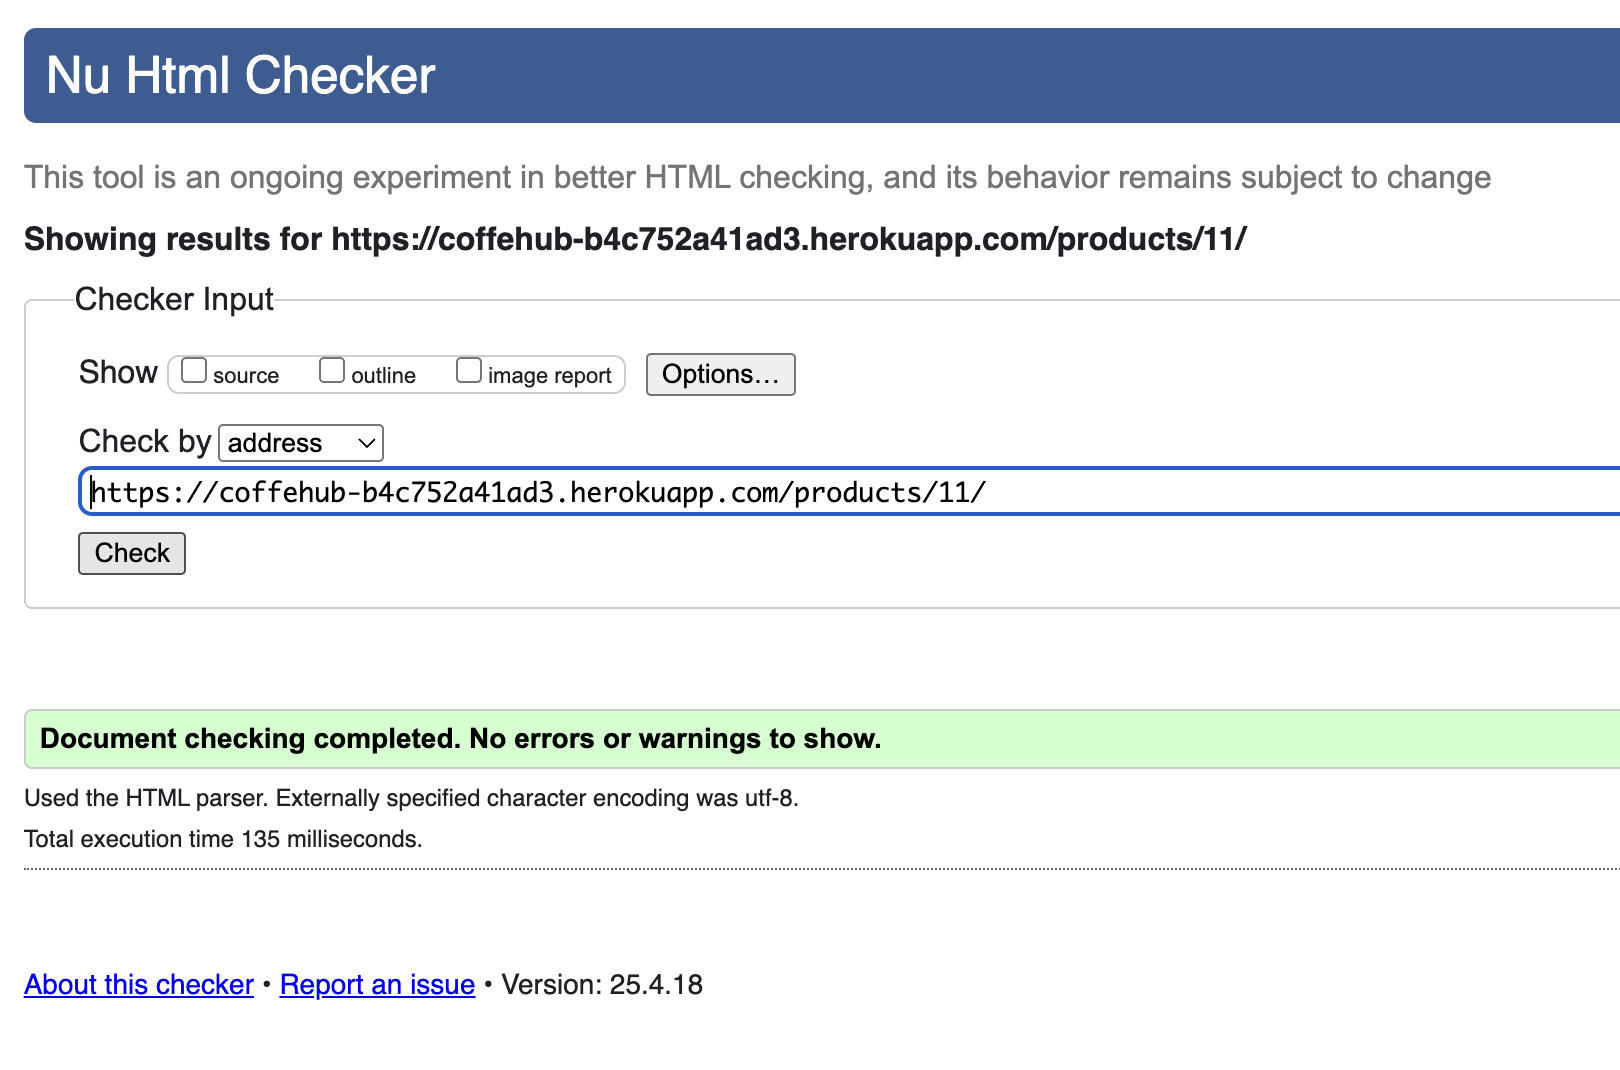 Nu Html Checker
This tool is an ongoing experiment in better HTML checking, and its behavior remains subject to change
Showing results for https://coffehub-b4c752a41ad3.herokuapp.com/products/11/
Checker Input
Show source outline image report Options…
Check by address
https://coffehub-b4c752a41ad3.herokuapp.com/products/11/
Check
Document checking completed. No errors or warnings to show.
Used the HTML parser. Externally specified character encoding was utf-8.
Total execution time 135 milliseconds.
About this checker • Report an issue • Version: 25.4.18